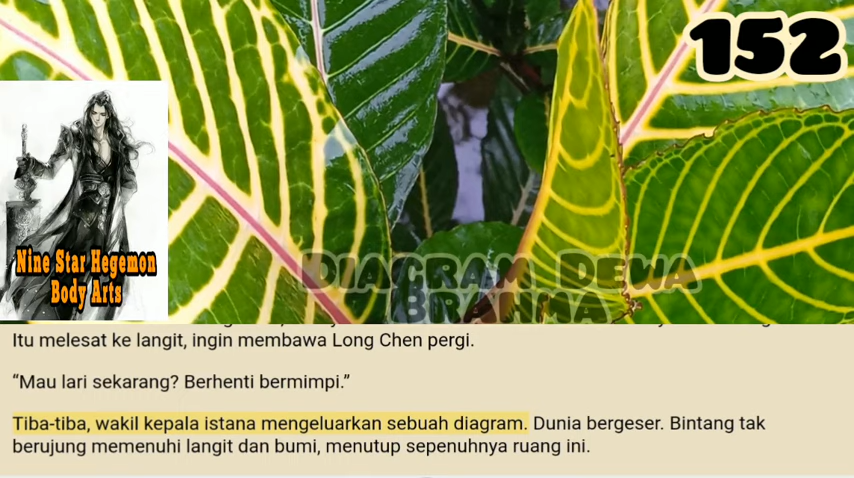 152
Nine Star Hegemon
Body Arts
DIAGRAM DEWA
BRAHMA
Itu melesat ke langit, ingin membawa Long Chen pergi.
“Mau lari sekarang? Berhenti bermimpi.”
Tiba-tiba, wakil kepala istana mengeluarkan sebuah diagram. Dunia bergeser. Bintang tak
berujung memenuhi langit dan bumi, menutup sepenuhnya ruang ini.